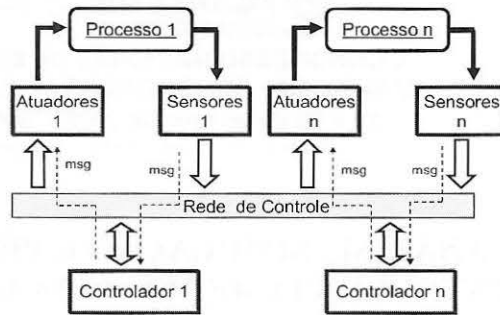 Processo 1 Processo n
Atuadores 1 Sensores 1 Atuadores n Sensores n
msg msg msg msg
Rede de Controle
Controlador 1 Controlador n